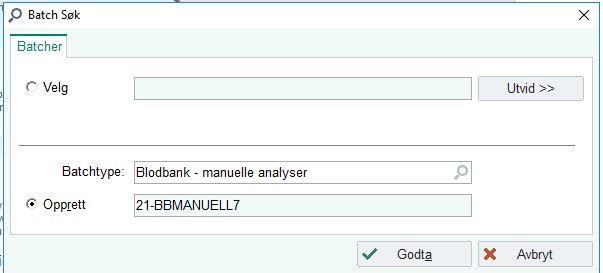 Batch Søk
Batcher
Velg
Utvid >>
Batchtype: Blodbank - manuelle analyser
Opprett 21-BBMANUELL7
Godta Avbryt